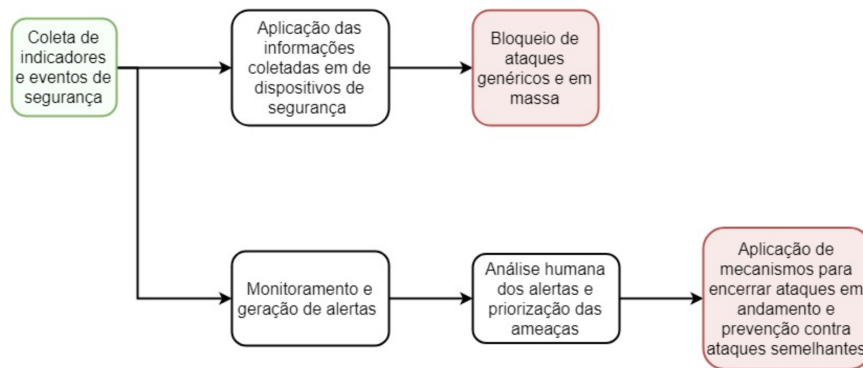 Coleta de
indicadores
e eventos de
segurança
Aplicação das
informações
coletadas em de
dispositivos de
segurança
Bloqueio de
ataques
genéricos e em
massa
Monitoramento e
geração de alertas
Análise humana
dos alertas e
priorização das
ameaças
Aplicação de
mecanismos para
encerrar ataques em
andamento e
prevenção contra
ataques semelhantes